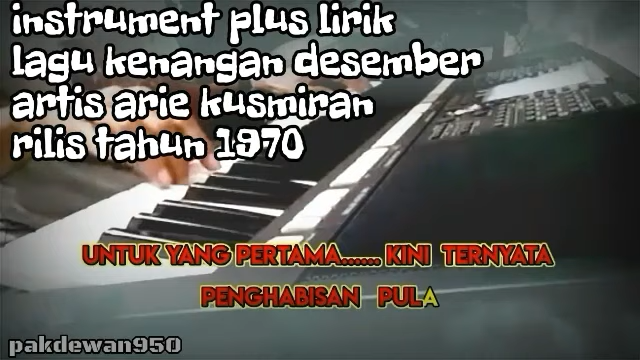 instrument plus lirik
lagu kenangan desember
artis arie kusmiran
rilis tahun 1970
UNTUK YANG PERTAMA...... KINI TERNYATA
PENGHABISAN PULA
pakdewan950